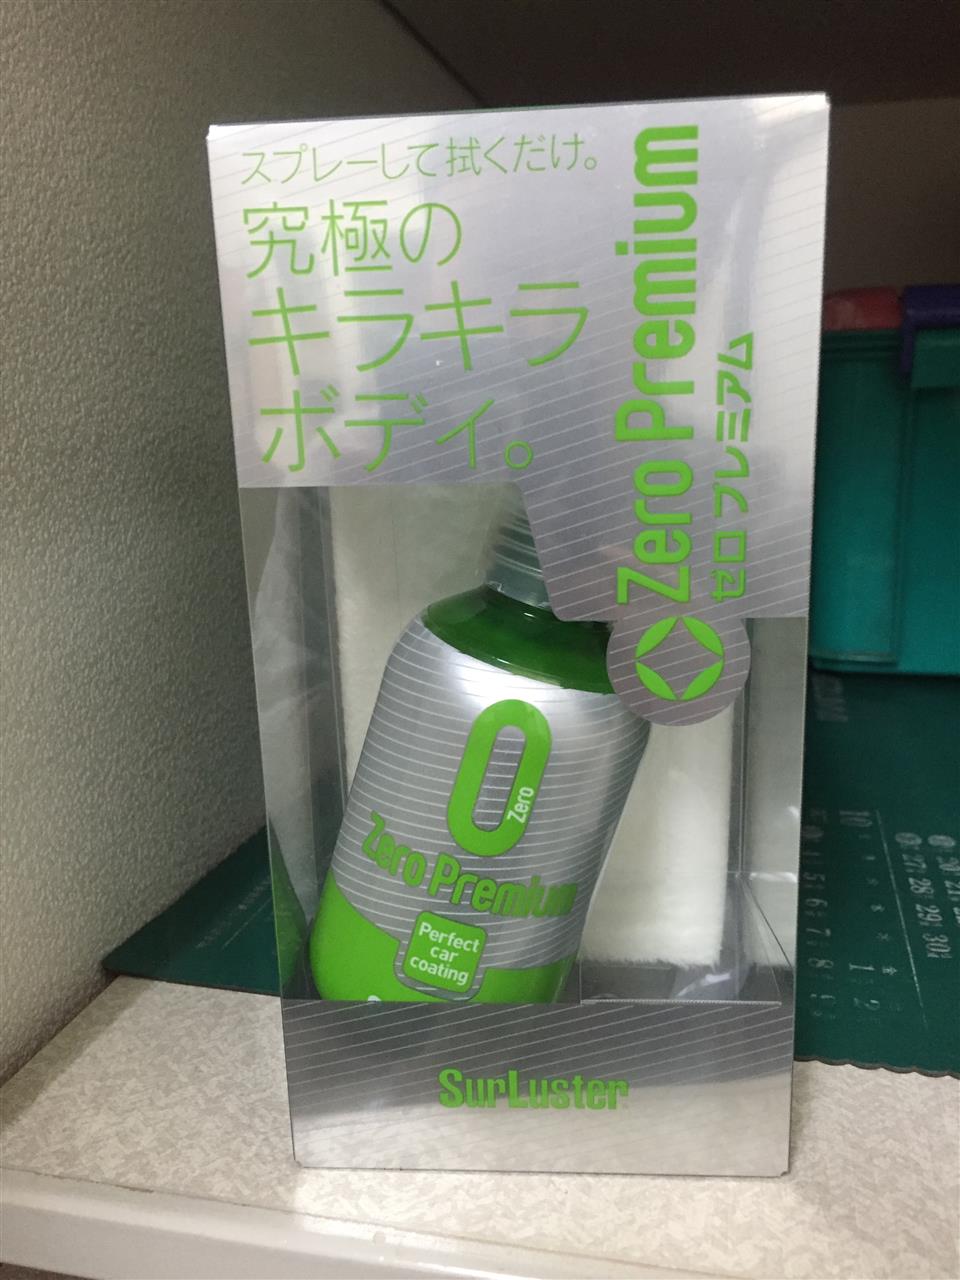 スプレーして拭くだけ。
究極の
キラキラ
ボディ。
Zero Premium
ゼロ プレミアム
0
Zero
Zero Premium
Perfect
car
coating
SurLuster